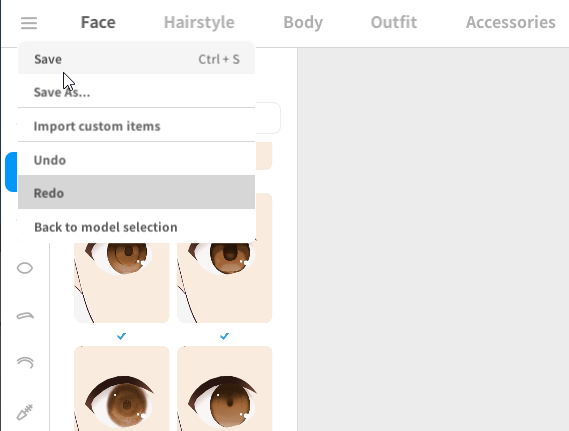 Face Hairstyle Body Outfit Accessories
Save Ctrl + S
Save As...
Import custom items
Undo
Redo
Back to model selection